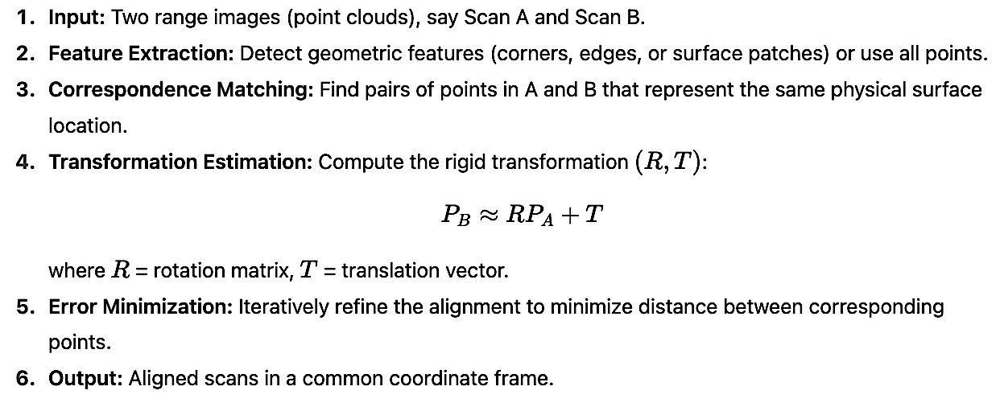 1. Input: Two range images (point clouds), say Scan A and Scan B.
2. Feature Extraction: Detect geometric features (corners, edges, or surface patches) or use all points.
3. Correspondence Matching: Find pairs of points in A and B that represent the same physical surface
location.
4. Transformation Estimation: Compute the rigid transformation (R, T):
P_B ≈ RP_A + T
where R = rotation matrix, T = translation vector.
5. Error Minimization: Iteratively refine the alignment to minimize distance between corresponding
points.
6. Output: Aligned scans in a common coordinate frame.